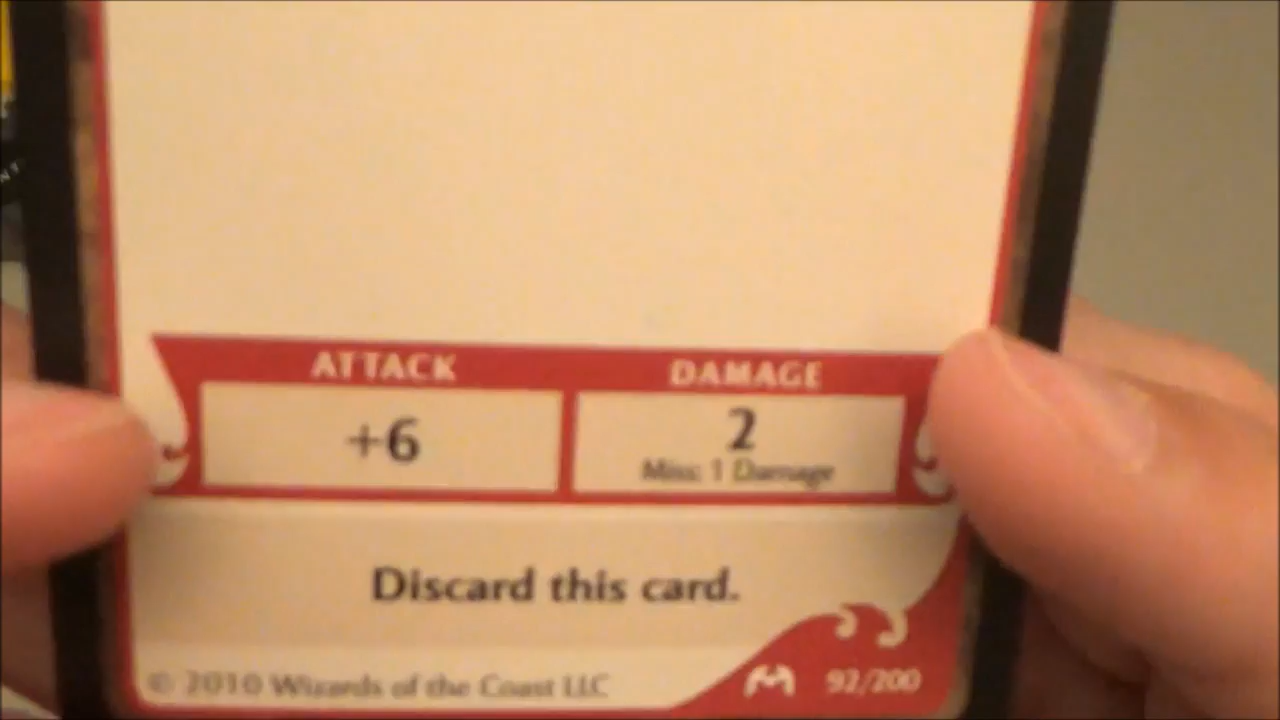 ATTACK
DAMAGE
+6
2
Miss: 1 Damage
Discard this card.
© 2010 Wizards of the Coast LLC
92/200